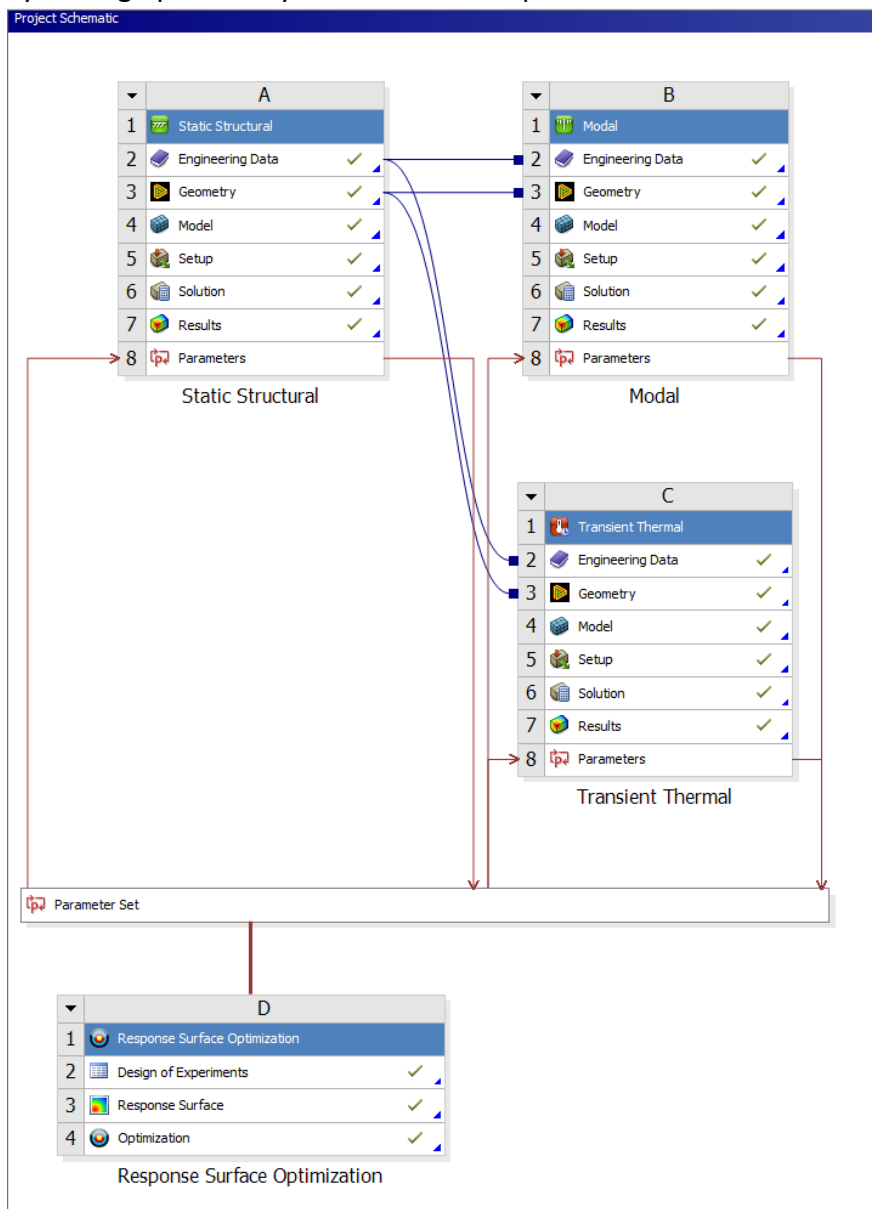 Project Schematic
A
1 Static Structural
2 Engineering Data
3 Geometry
4 Model
5 Setup
6 Solution
7 Results
8 Parameters
Static Structural
B
1 Modal
2 Engineering Data
3 Geometry
4 Model
5 Setup
6 Solution
7 Results
8 Parameters
Modal
C
1 Transient Thermal
2 Engineering Data
3 Geometry
4 Model
5 Setup
6 Solution
7 Results
8 Parameters
Transient Thermal
Parameter Set
D
1 Response Surface Optimization
2 Design of Experiments
3 Response Surface
4 Optimization
Response Surface Optimization